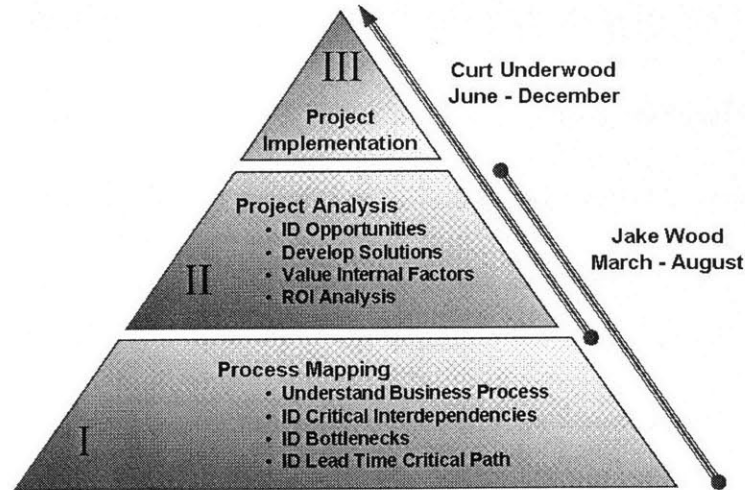 III
Project
Implementation
Curt Underwood
June - December
II
Project Analysis
• ID Opportunities
• Develop Solutions
• Value Internal Factors
• ROI Analysis
Jake Wood
March - August
I
Process Mapping
• Understand Business Process
• ID Critical Interdependencies
• ID Bottlenecks
• ID Lead Time Critical Path